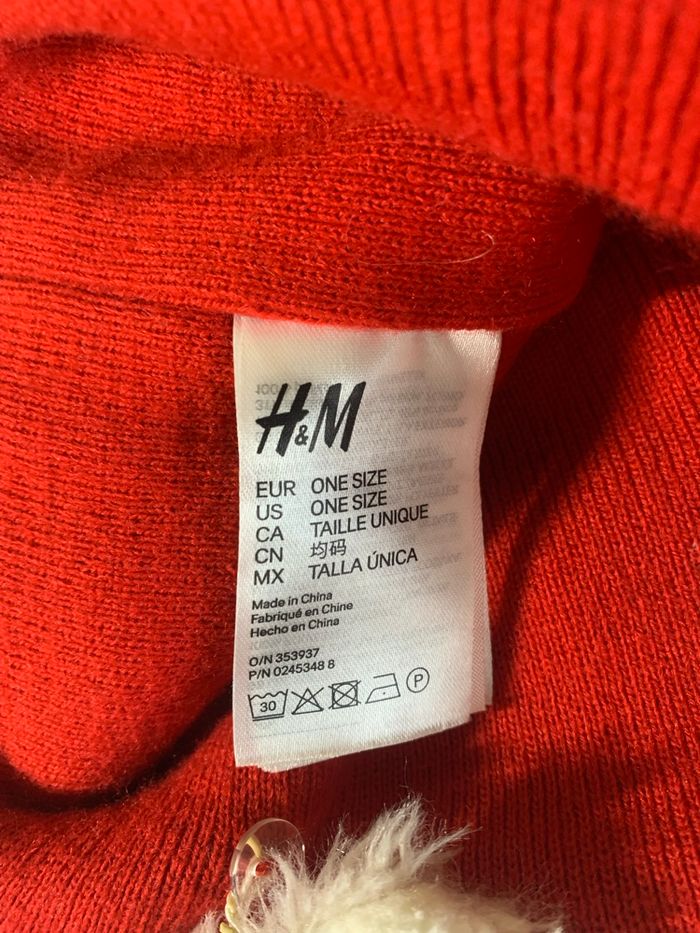 H&M
EUR ONE SIZE
US ONE SIZE
CA TAILLE UNIQUE
CN 均码
MX TALLA ÚNICA
Made in China
Fabriqué en Chine
Hecho en China
O/N 353937
P/N 0245348 8
30 P